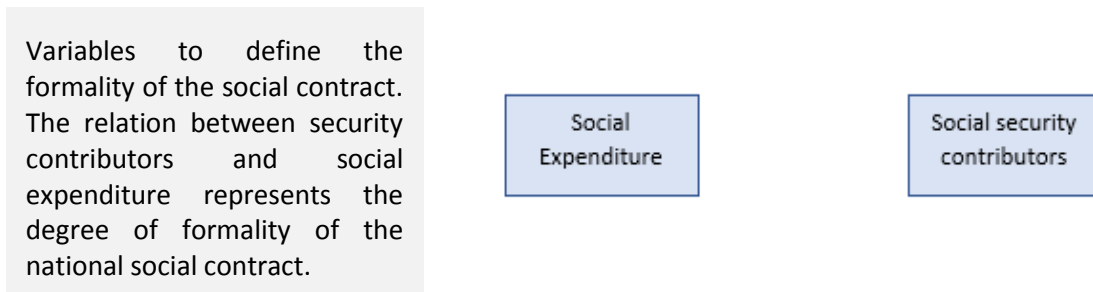 Variables to define the
formality of the social contract.
The relation between security
contributors and social
expenditure represents the
degree of formality of the
national social contract.
Social
Expenditure
Social security
contributors